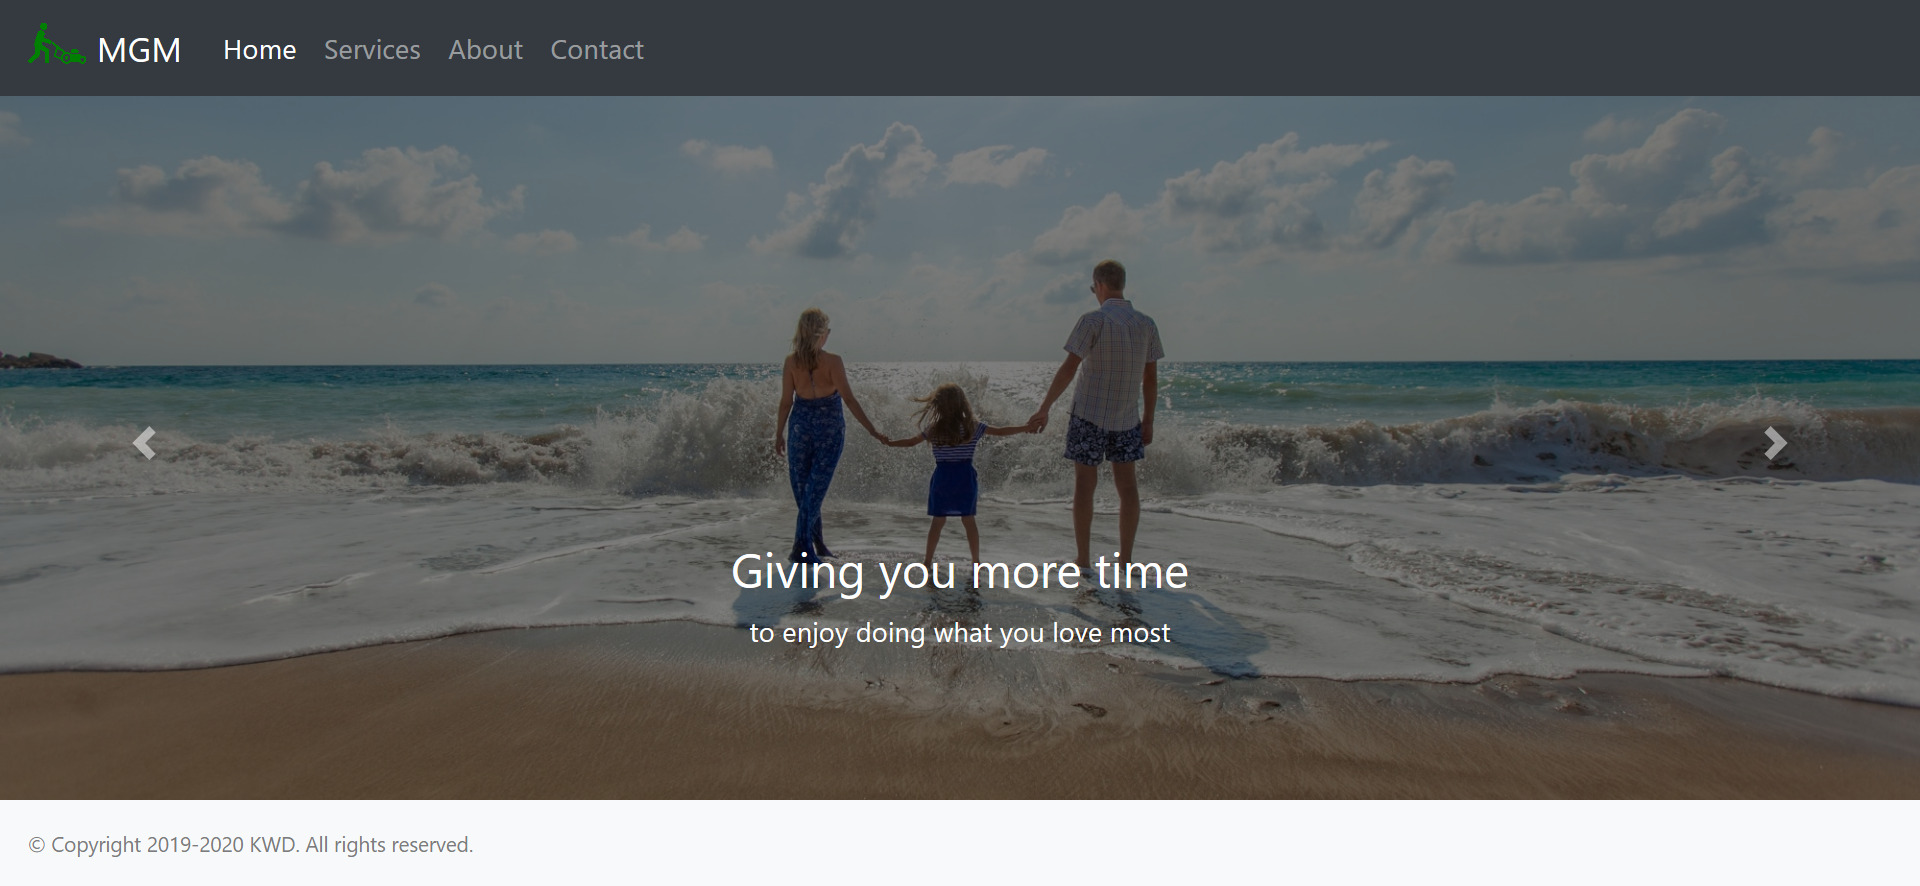 MGM Home Services About Contact
Giving you more time
to enjoy doing what you love most
© Copyright 2019-2020 KWD. All rights reserved.